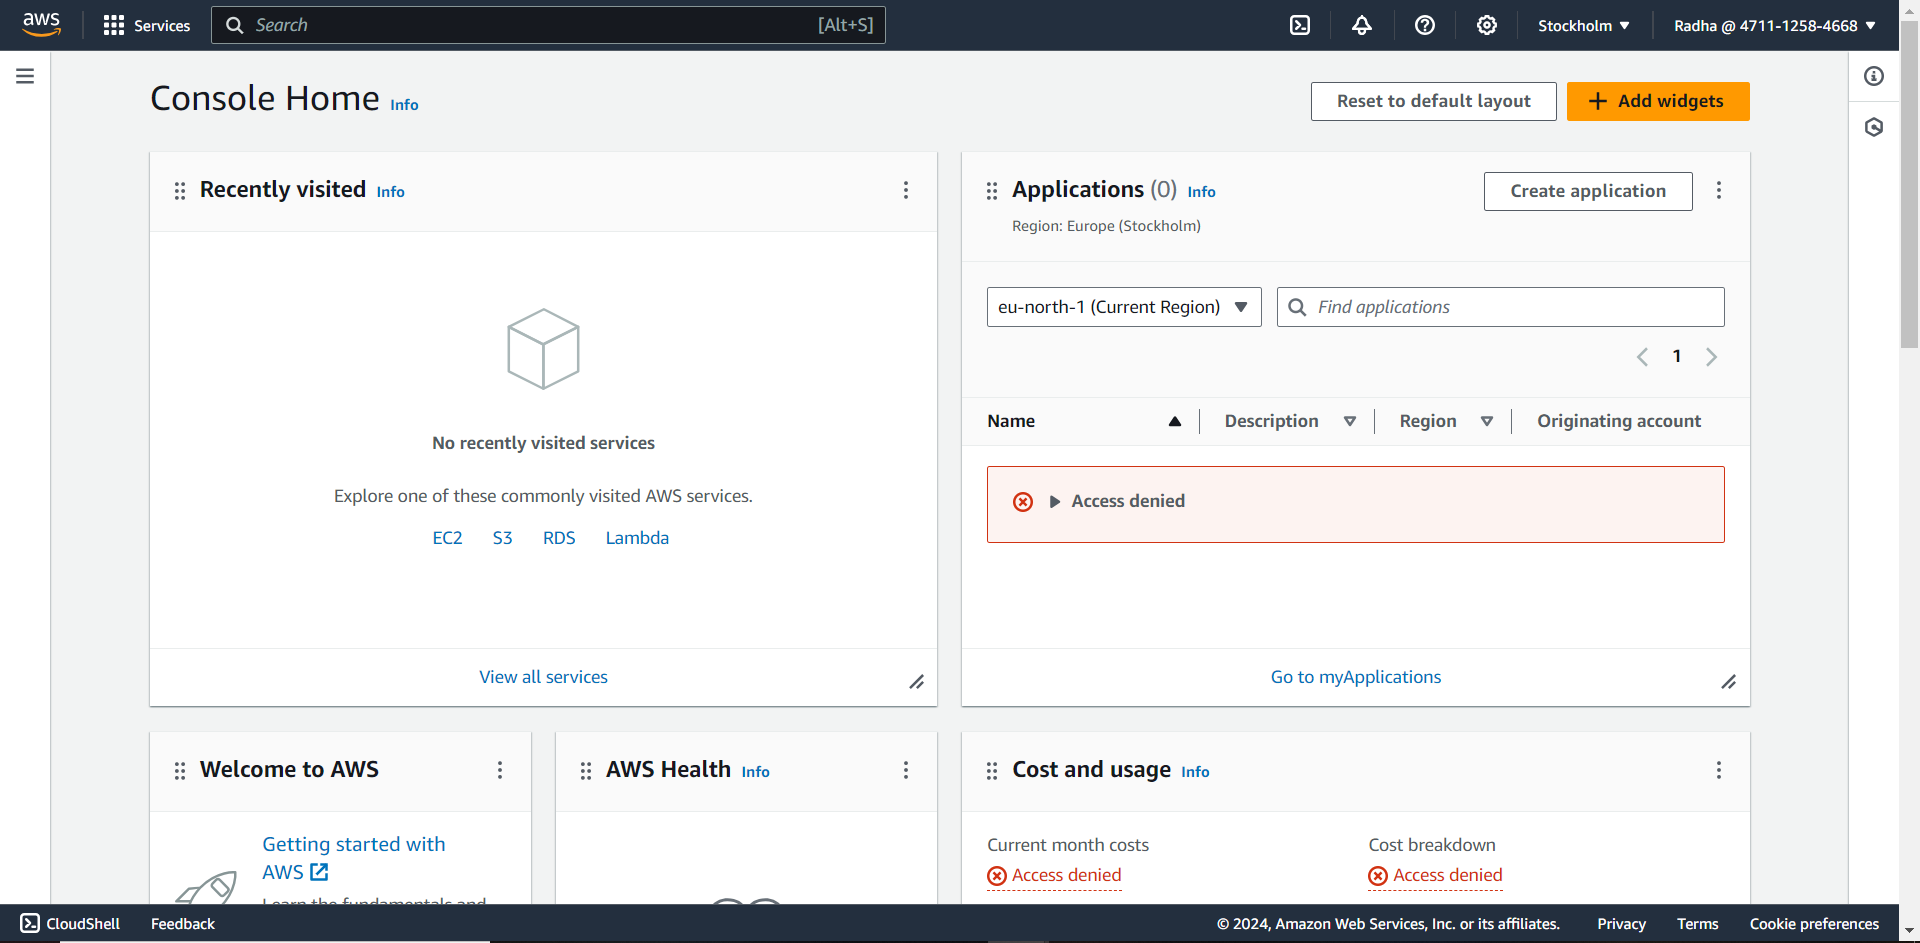 aws
Services
Search
[Alt+S]
Stockholm
Radha @ 4711-1258-4668
Console Home Info
Reset to default layout
Add widgets
Recently visited Info
No recently visited services
Explore one of these commonly visited AWS services.
EC2 S3 RDS Lambda
View all services
Applications (0) Info
Create application
Region: Europe (Stockholm)
eu-north-1 (Current Region)
Find applications
1
Name Description Region Originating account
Access denied
Go to myApplications
Welcome to AWS
Getting started with
AWS
Learn the fundamentals and
AWS Health Info
Cost and usage Info
Current month costs
Access denied
Cost breakdown
Access denied
CloudShell Feedback
© 2024, Amazon Web Services, Inc. or its affiliates. Privacy Terms Cookie preferences